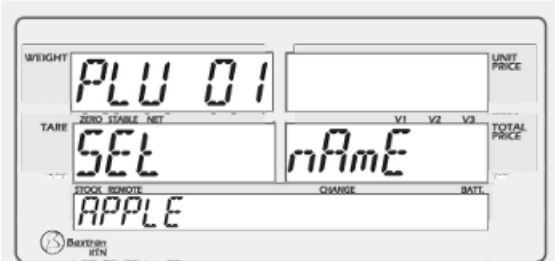 WEIGHT PLU 01 UNIT PRICE
ZERO STABLE NET V1 V2 V3
TARE SEt nAmE TOTAL PRICE
STOCK REMOTE CHANGE BATT.
APPLE
Baxtran
RTN